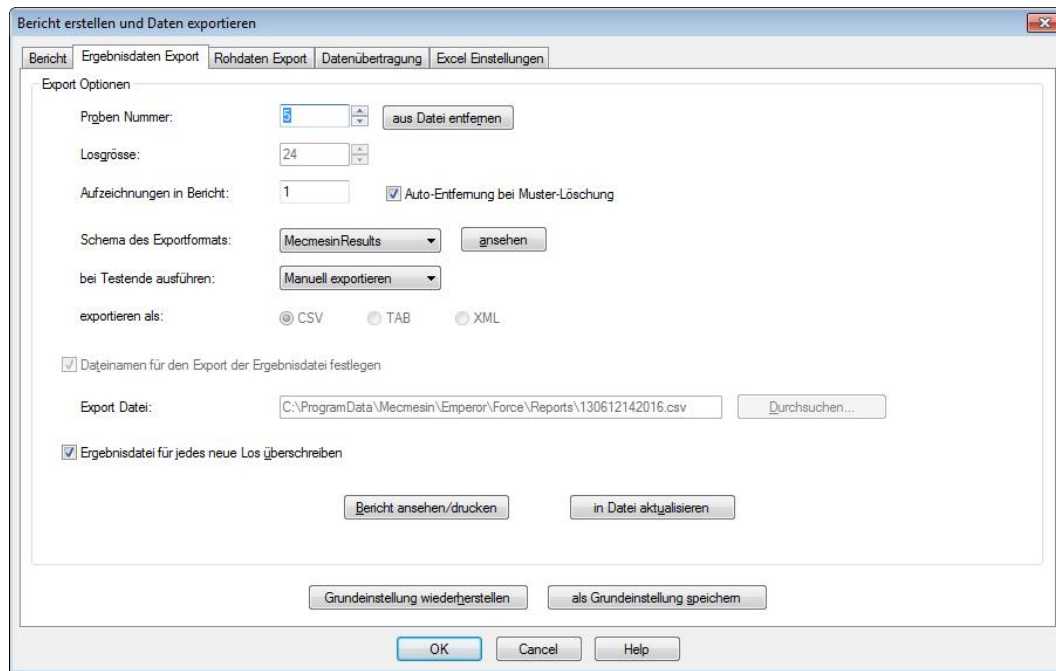 Bericht erstellen und Daten exportieren
Bericht Ergebnisdaten Export Rohdaten Export Datenübertragung Excel Einstellungen
Export Optionen
Proben Nummer: 5 aus Datei entfernen
Losgrösse: 24
Aufzeichnungen in Bericht: 1 Auto-Entfernung bei Muster-Löschung
Schema des Exportformats: MecmesinResults ansehen
bei Testende ausführen: Manuell exportieren
exportieren als: CSV TAB XML
Dateinamen für den Export der Ergebnisdatei festlegen
Export Datei: C:\ProgramData\Mecmesin\Emperor\Force\Reports\130612142016.csv Durchsuchen...
Ergebnisdatei für jedes neue Los überschreiben
Bericht ansehen/drucken in Datei aktualisieren
Grundeinstellung wiederherstellen als Grundeinstellung speichern
OK Cancel Help